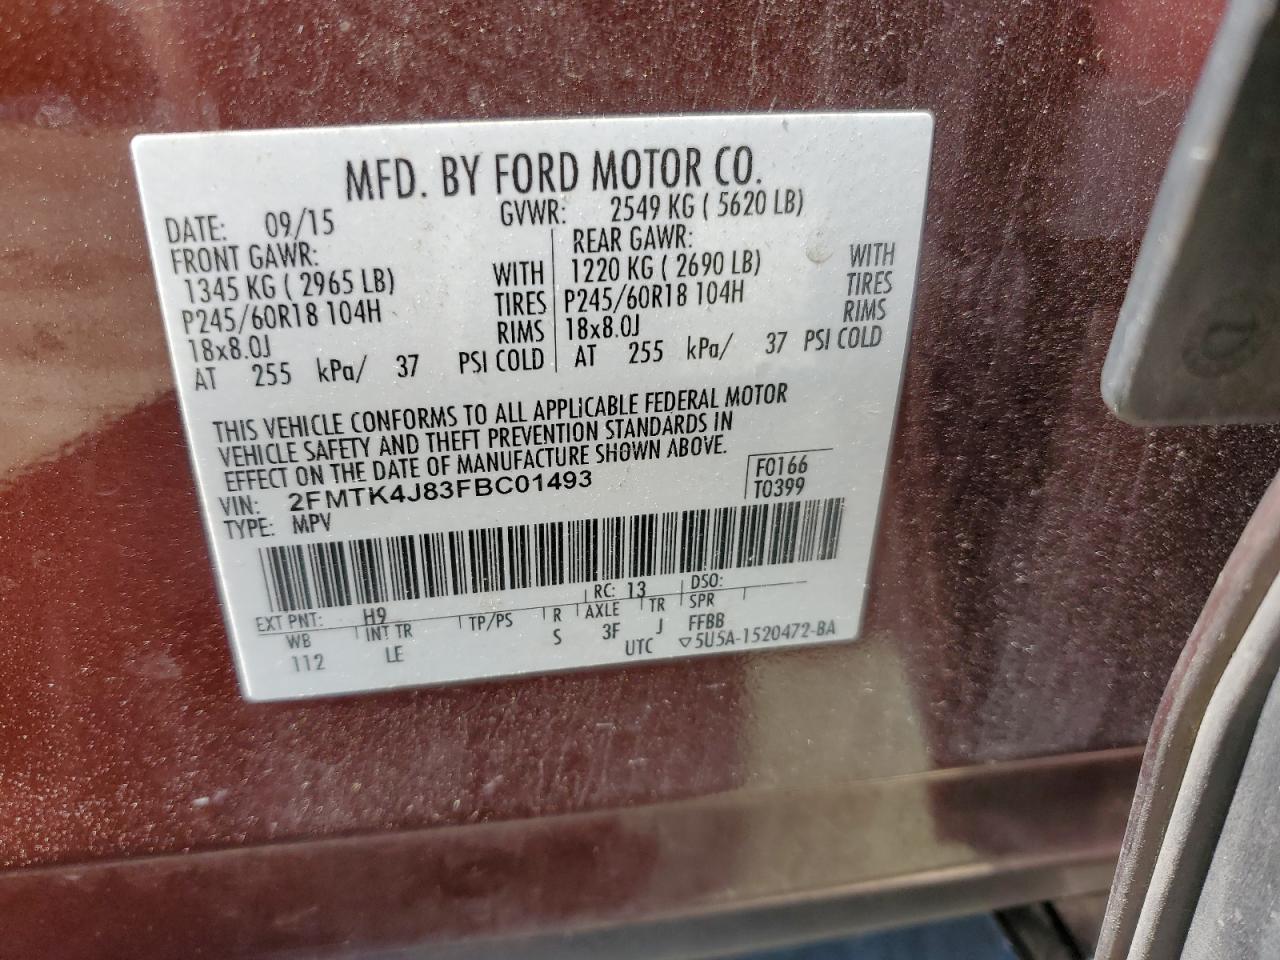 MFD. BY FORD MOTOR CO.
DATE: 09/15 GVWR: 2549 KG ( 5620 LB)
FRONT GAWR: REAR GAWR:
1345 KG ( 2965 LB) WITH 1220 KG ( 2690 LB) WITH
P245/60R18 104H TIRES P245/60R18 104H TIRES
18x8.0J RIMS 18x8.0J RIMS
AT 255 kPa/ 37 PSI COLD AT 255 kPa/ 37 PSI COLD
THIS VEHICLE CONFORMS TO ALL APPLICABLE FEDERAL MOTOR
VEHICLE SAFETY AND THEFT PREVENTION STANDARDS IN
EFFECT ON THE DATE OF MANUFACTURE SHOWN ABOVE.
VIN: 2FMTK4J83FBC01493 F0166
TYPE: MPV T0399
EXT PNT: H9 RC: 13 DSO:
WB INT TR TP/PS R AXLE TR SPR
112 LE S 3F J FFBB
UTC ▽5U5A-1520472-BA